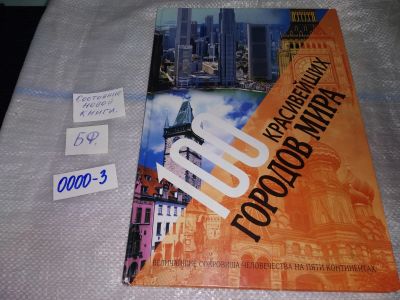 Состояние
новой
книги.
БФ.
0000-3
100
КРАСИВЕЙШИХ
ГОРОДОВ МИРА
ВЕЛИЧАЙШИЕ СОКРОВИЩА ЧЕЛОВЕЧЕСТВА НА ПЯТИ КОНТИНЕНТАХ